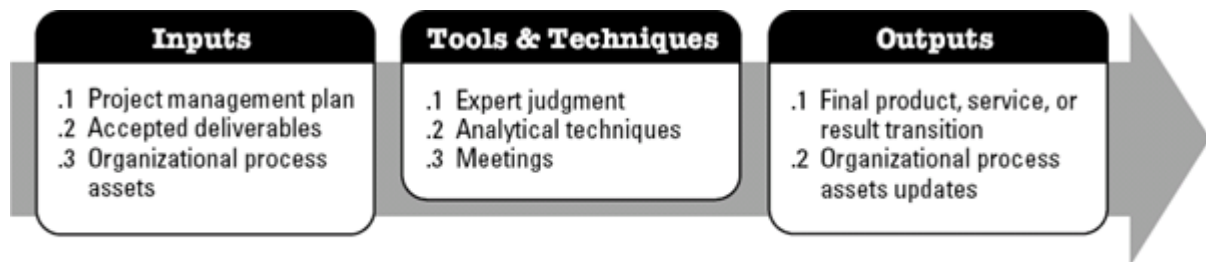 Inputs
.1 Project management plan
.2 Accepted deliverables
.3 Organizational process
assets
Tools & Techniques
.1 Expert judgment
.2 Analytical techniques
.3 Meetings
Outputs
.1 Final product, service, or
result transition
.2 Organizational process
assets updates